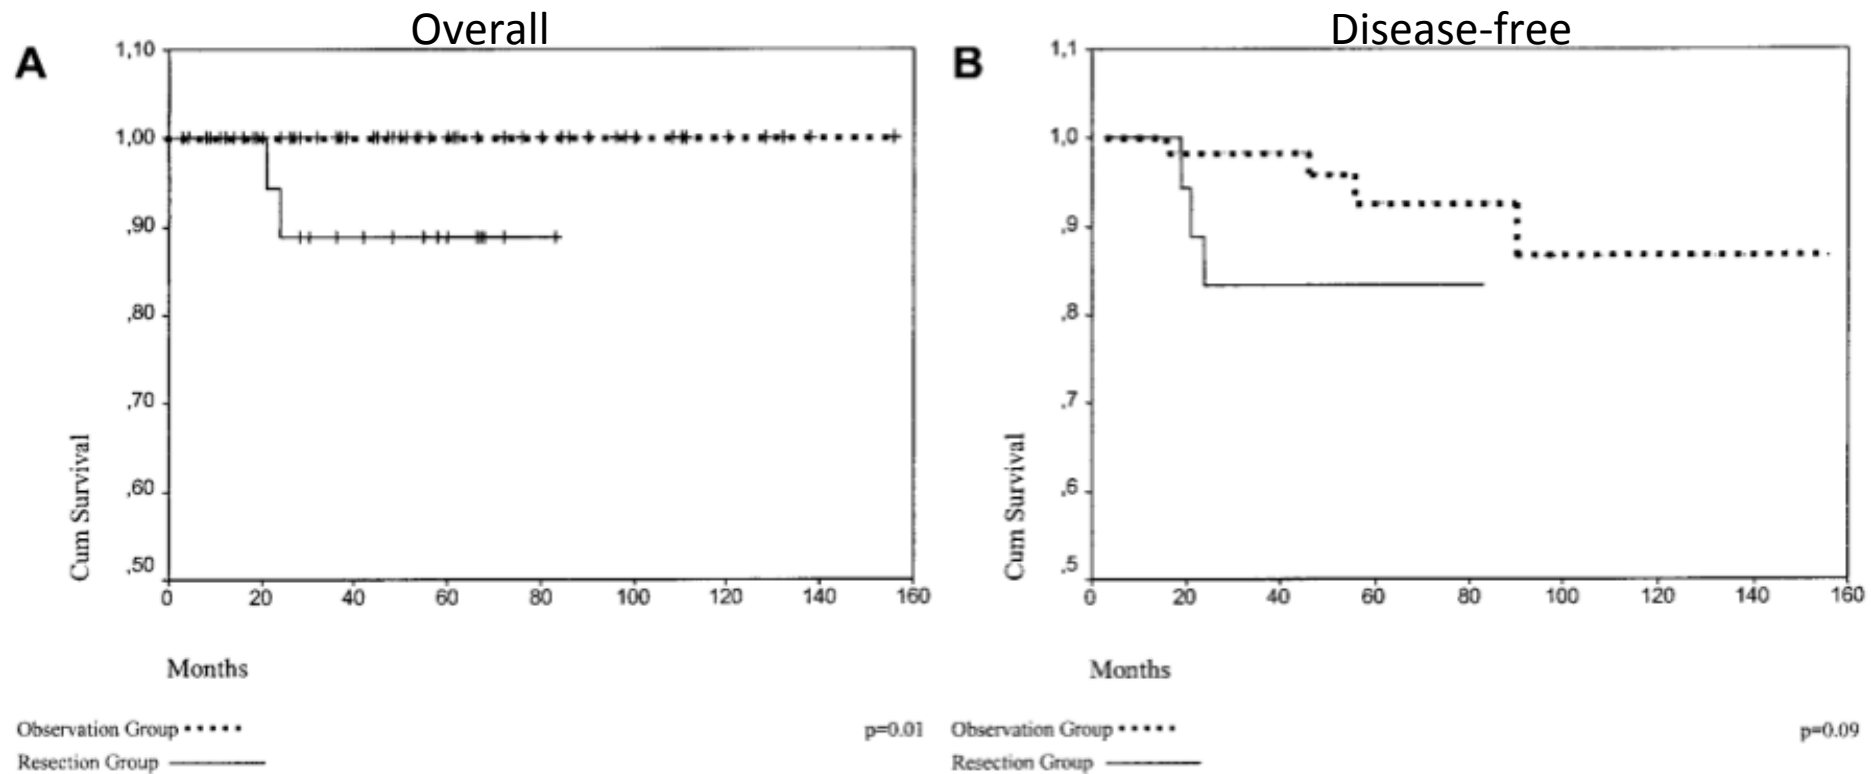 Overall
A
1,10
1,00
,90
,80
,70
,60
,50
Cum Survival
0 20 40 60 80 100 120 140 160
Months
Observation Group
Resection Group
p=0.01
Disease-free
B
1,1
1,0
,9
,8
,7
,6
,5
Cum Survival
0 20 40 60 80 100 120 140 160
Months
Observation Group
Resection Group
p=0.09